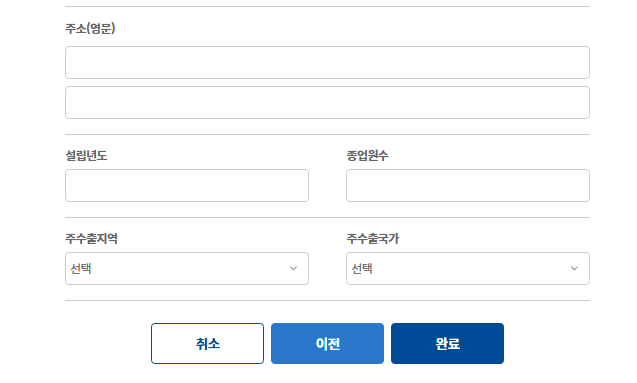 주소(영문)
설립년도 종업원수
주수출지역 주수출국가
선택 선택
취소 이전 완료